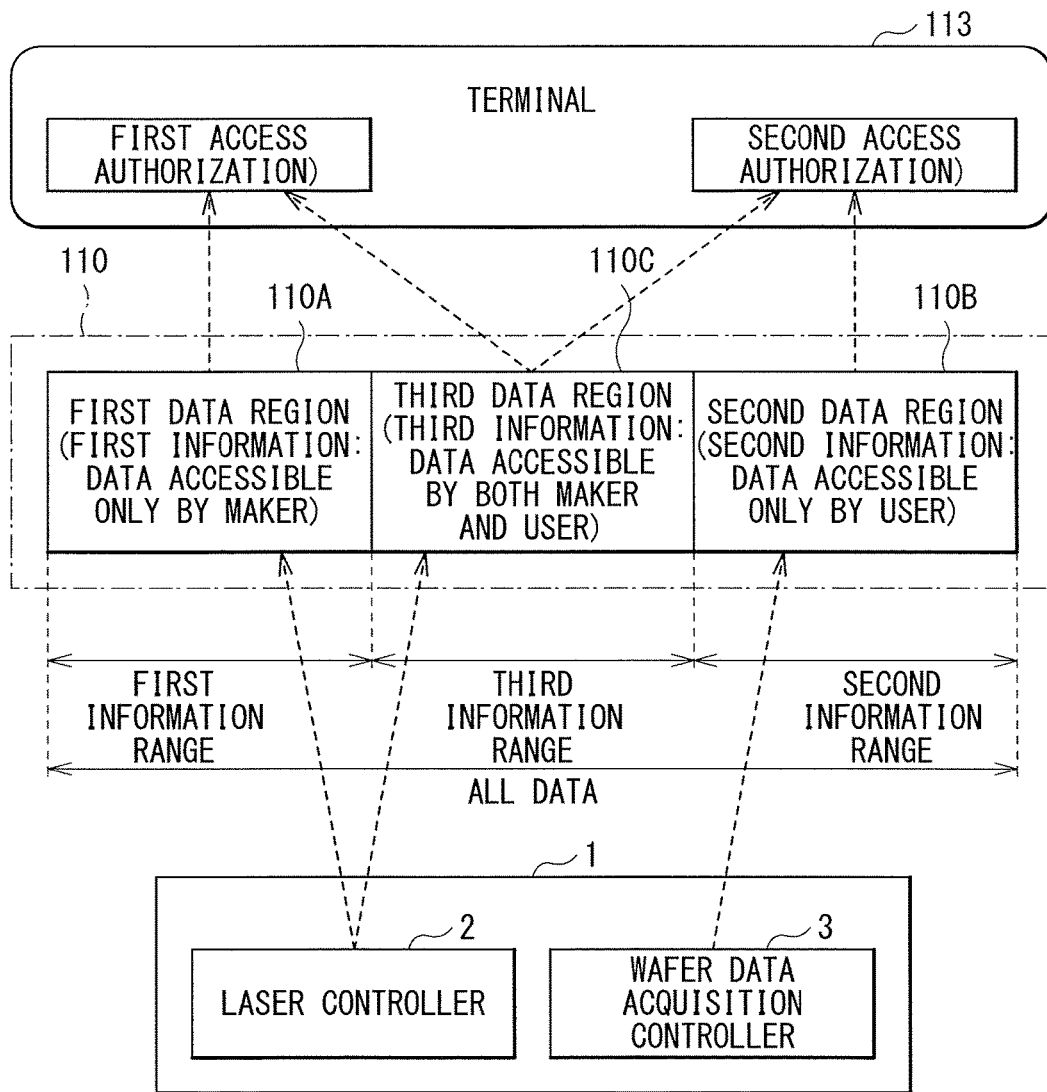 113
TERMINAL
FIRST ACCESS
AUTHORIZATION)
SECOND ACCESS
AUTHORIZATION)
110
110A
110C
110B
FIRST DATA REGION
(FIRST INFORMATION:
DATA ACCESSIBLE
ONLY BY MAKER)
THIRD DATA REGION
(THIRD INFORMATION:
DATA ACCESSIBLE
BY BOTH MAKER
AND USER)
SECOND DATA REGION
(SECOND INFORMATION:
DATA ACCESSIBLE
ONLY BY USER)
FIRST
INFORMATION
RANGE
THIRD
INFORMATION
RANGE
SECOND
INFORMATION
RANGE
ALL DATA
1
2
LASER CONTROLLER
3
WAFER DATA
ACQUISITION
CONTROLLER